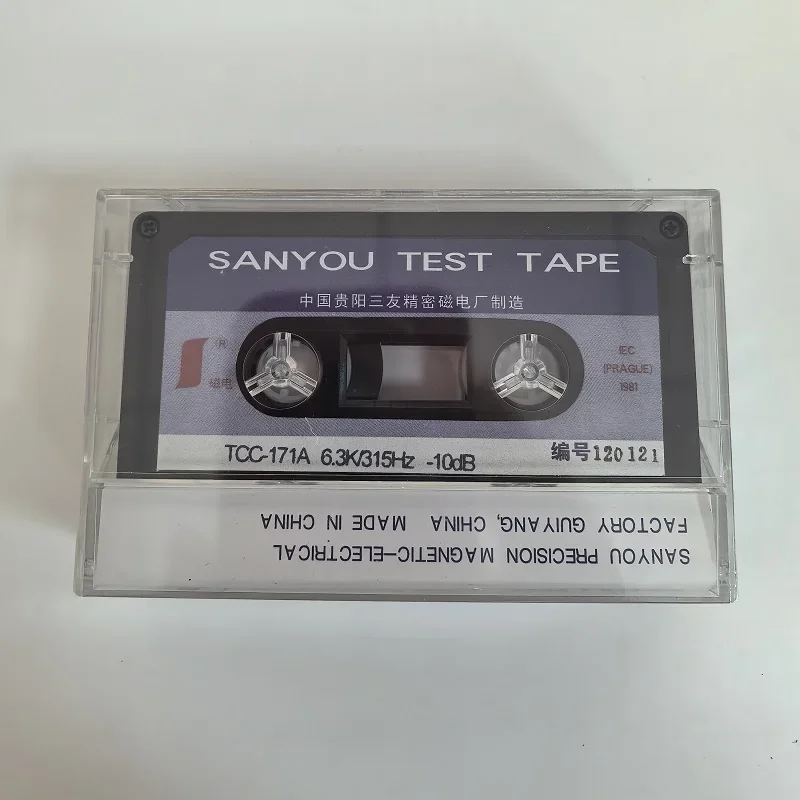 SANYOU TEST TAPE
中国贵阳三友精密磁电厂制造
®
磁电
IEC
(PRAGUE)
1981
TCC-171A 6.3K/315Hz -10dB
编号120121
SANYOU PRECISION MAGNETIC-ELECTRICAL
FACTORY GUIYANG, CHINA MADE IN CHINA